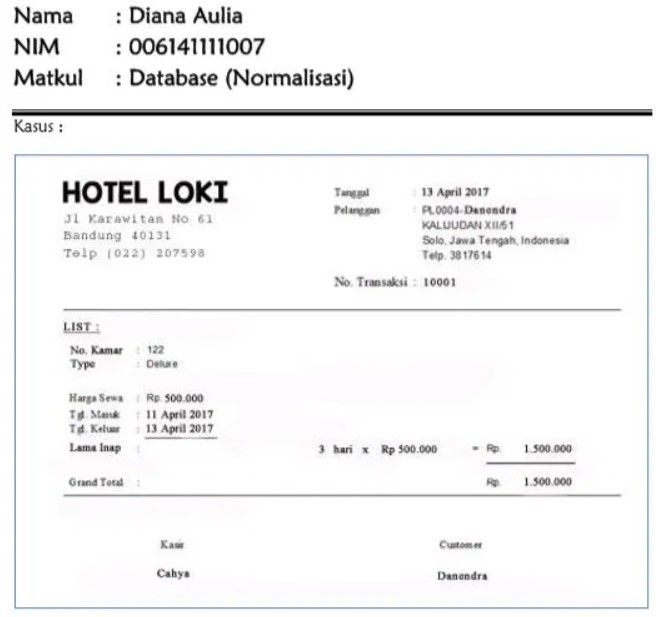 Nama : Diana Aulia
NIM : 006141111007
Matkul : Database (Normalisasi)
Kasus :
HOTEL LOKI
Jl Karawitan No 61
Bandung 40131
Telp (022) 207598
Tanggal : 13 April 2017
Pelanggan : PL0004-Danendra
KALIJUDAN XII/51
Solo, Jawa Tengah, Indonesia
Telp. 3817614
No. Transaksi : 10001
LIST :
No. Kamar : 122
Type : Deluxe
Harga Sewa : Rp. 500.000
Tgl. Masuk : 11 April 2017
Tgl. Keluar : 13 April 2017
Lama Inap : 3 hari x Rp 500.000 = Rp. 1.500.000
Grand Total : Rp. 1.500.000
Kasir Customer
Cahya Danendra